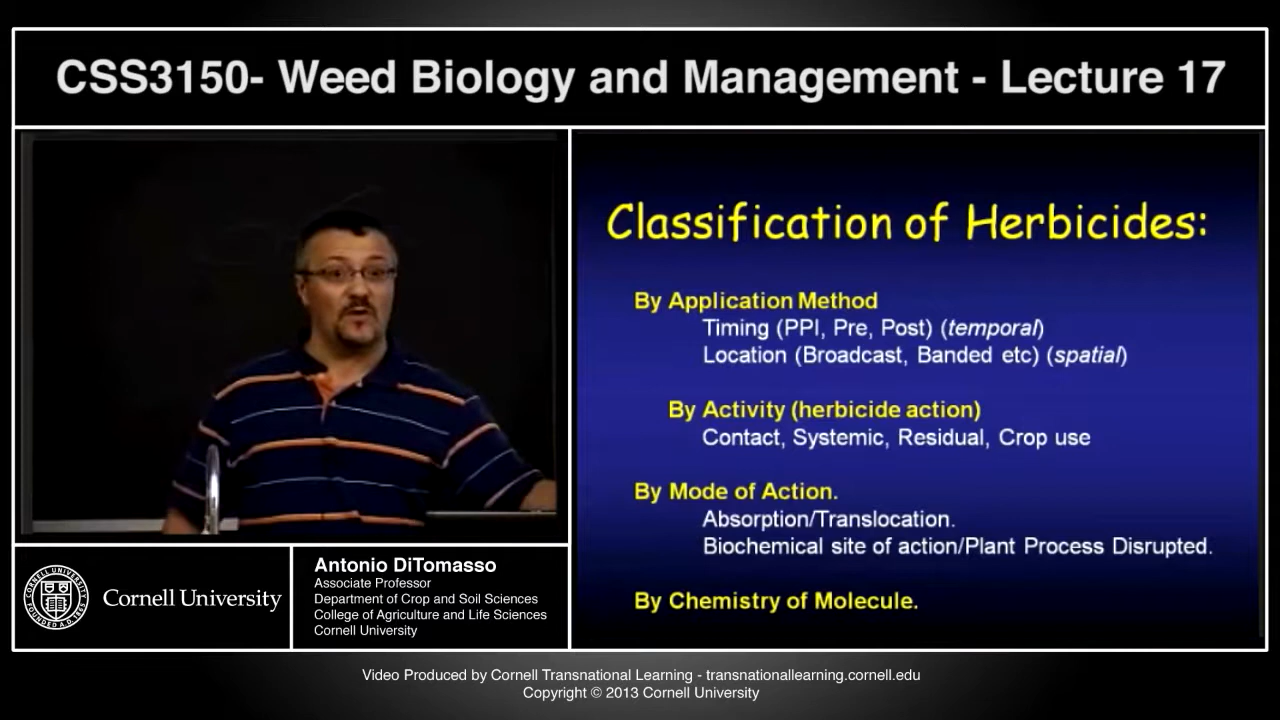 CSS3150- Weed Biology and Management - Lecture 17
Classification of Herbicides:
By Application Method
Timing (PPI, Pre, Post) (temporal)
Location (Broadcast, Banded etc) (spatial)
By Activity (herbicide action)
Contact, Systemic, Residual, Crop use
By Mode of Action.
Absorption/Translocation.
Biochemical site of action/Plant Process Disrupted.
By Chemistry of Molecule.
Cornell University
Antonio DiTomasso
Associate Professor
Department of Crop and Soil Sciences
College of Agriculture and Life Sciences
Cornell University
Video Produced by Cornell Transnational Learning - transnationallearning.cornell.edu
Copyright © 2013 Cornell University